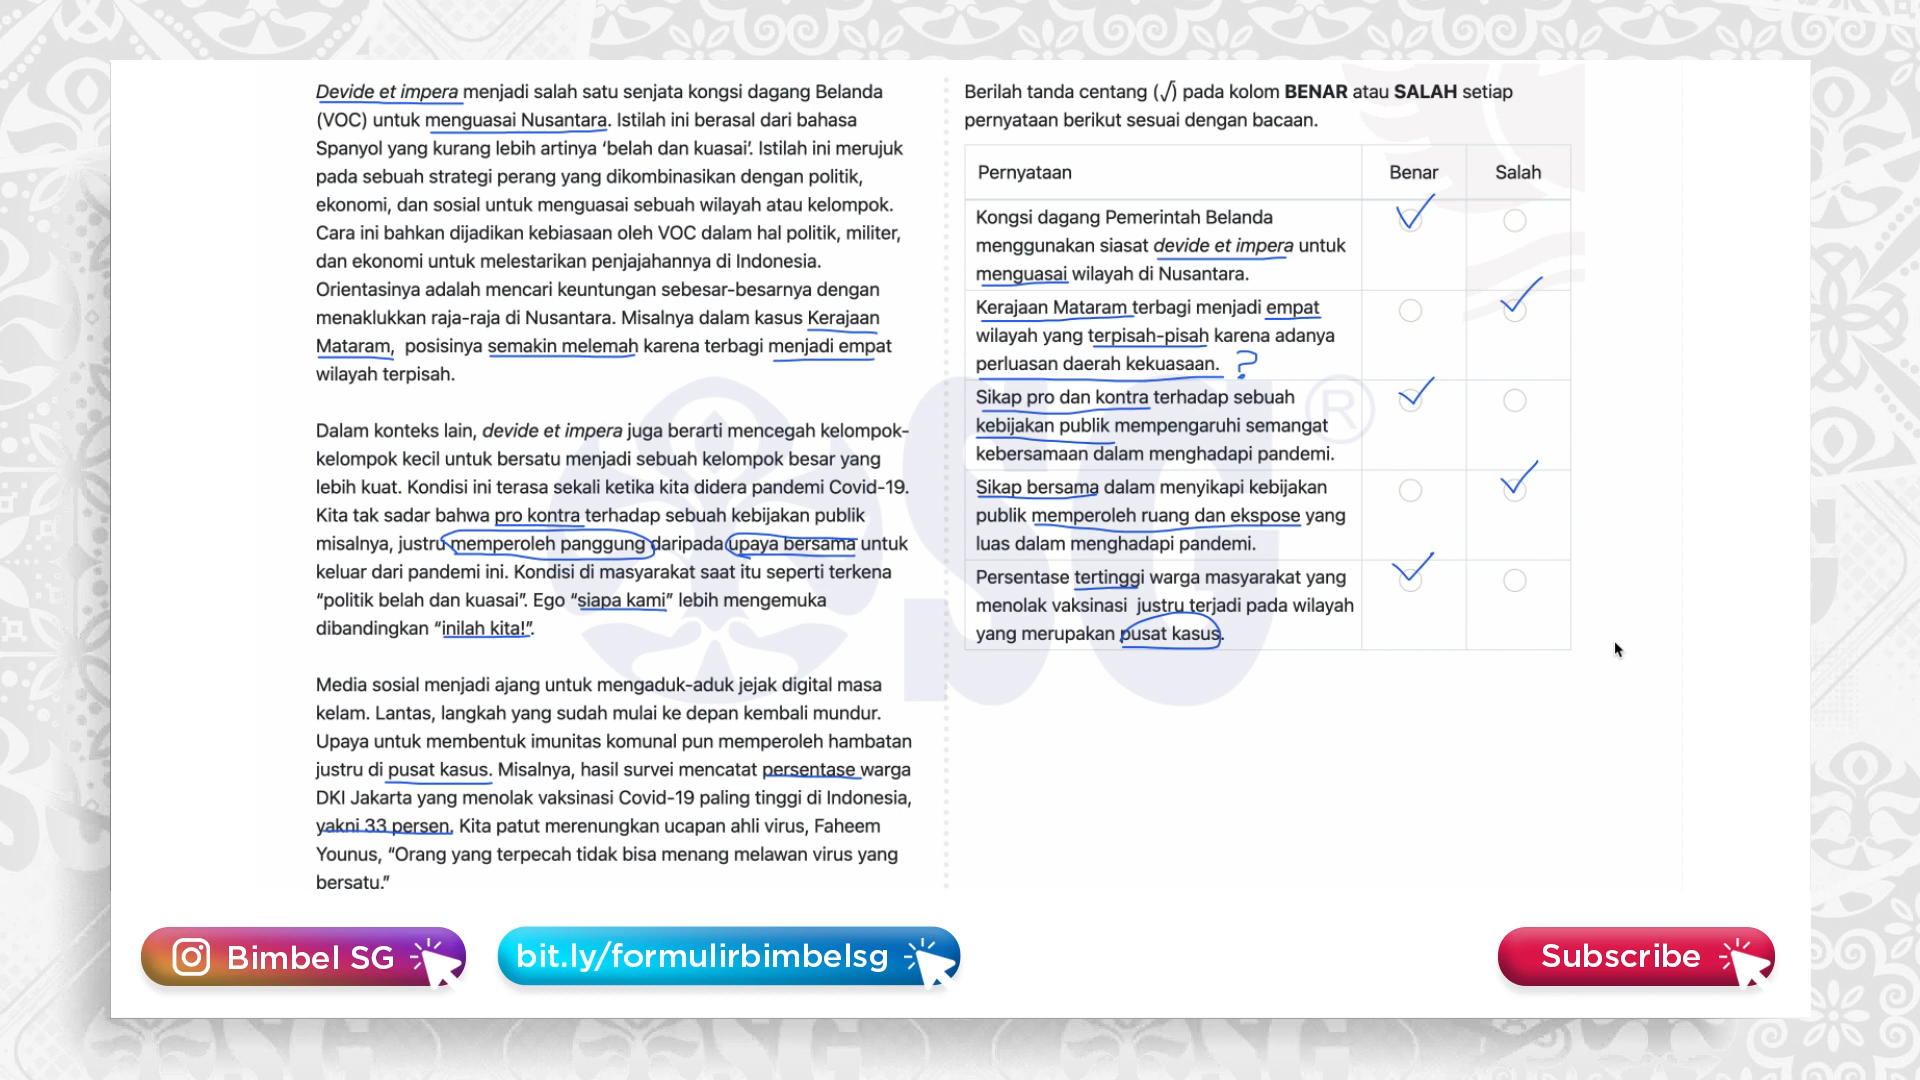 Devide et impera menjadi salah satu senjata kongsi dagang Belanda
(VOC) untuk menguasai Nusantara. Istilah ini berasal dari bahasa
Spanyol yang kurang lebih artinya ‘belah dan kuasai’. Istilah ini merujuk
pada sebuah strategi perang yang dikombinasikan dengan politik,
ekonomi, dan sosial untuk menguasai sebuah wilayah atau kelompok.
Cara ini bahkan dijadikan kebiasaan oleh VOC dalam hal politik, militer,
dan ekonomi untuk melestarikan penjajahannya di Indonesia.
Orientasinya adalah mencari keuntungan sebesar-besarnya dengan
menaklukkan raja-raja di Nusantara. Misalnya dalam kasus Kerajaan
Mataram, posisinya semakin melemah karena terbagi menjadi empat
wilayah terpisah.
Dalam konteks lain, devide et impera juga berarti mencegah kelompok-
kelompok kecil untuk bersatu menjadi sebuah kelompok besar yang
lebih kuat. Kondisi ini terasa sekali ketika kita didera pandemi Covid-19.
Kita tak sadar bahwa pro kontra terhadap sebuah kebijakan publik
misalnya, justru memperoleh panggung daripada upaya bersama untuk
keluar dari pandemi ini. Kondisi di masyarakat saat itu seperti terkena
“politik belah dan kuasai”. Ego “siapa kami” lebih mengemuka
dibandingkan “inilah kita!”.
Media sosial menjadi ajang untuk mengaduk-aduk jejak digital masa
kelam. Lantas, langkah yang sudah mulai ke depan kembali mundur.
Upaya untuk membentuk imunitas komunal pun memperoleh hambatan
justru di pusat kasus. Misalnya, hasil survei mencatat persentase warga
DKI Jakarta yang menolak vaksinasi Covid-19 paling tinggi di Indonesia,
yakni 33 persen. Kita patut merenungkan ucapan ahli virus, Faheem
Younus, “Orang yang terpecah tidak bisa menang melawan virus yang
bersatu.”
Berilah tanda centang (√) pada kolom BENAR atau SALAH setiap
pernyataan berikut sesuai dengan bacaan.
Pernyataan Benar Salah
Kongsi dagang Pemerintah Belanda
menggunakan siasat devide et impera untuk
menguasai wilayah di Nusantara.
Kerajaan Mataram terbagi menjadi empat
wilayah yang terpisah-pisah karena adanya
perluasan daerah kekuasaan. ?
Sikap pro dan kontra terhadap sebuah
kebijakan publik mempengaruhi semangat
kebersamaan dalam menghadapi pandemi.
Sikap bersama dalam menyikapi kebijakan
publik memperoleh ruang dan ekspose yang
luas dalam menghadapi pandemi.
Persentase tertinggi warga masyarakat yang
menolak vaksinasi justru terjadi pada wilayah
yang merupakan pusat kasus.
SG ®
Bimbel SG
bit.ly/formulirbimbelsg
Subscribe